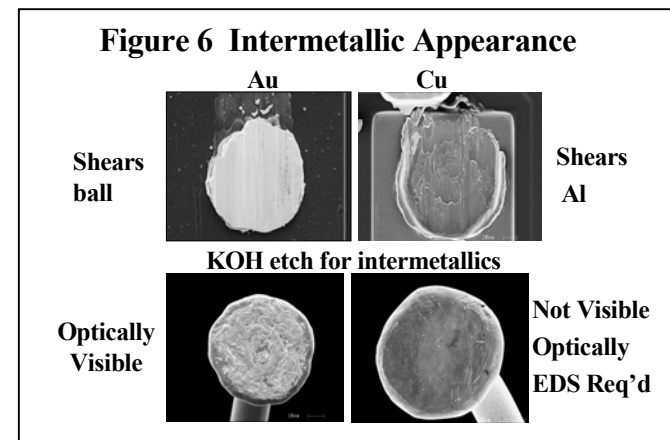 Figure 6 Intermetallic Appearance
Au Cu
Shears
ball
Shears
Al
KOH etch for intermetallics
Optically
Visible
Not Visible
Optically
EDS Req'd